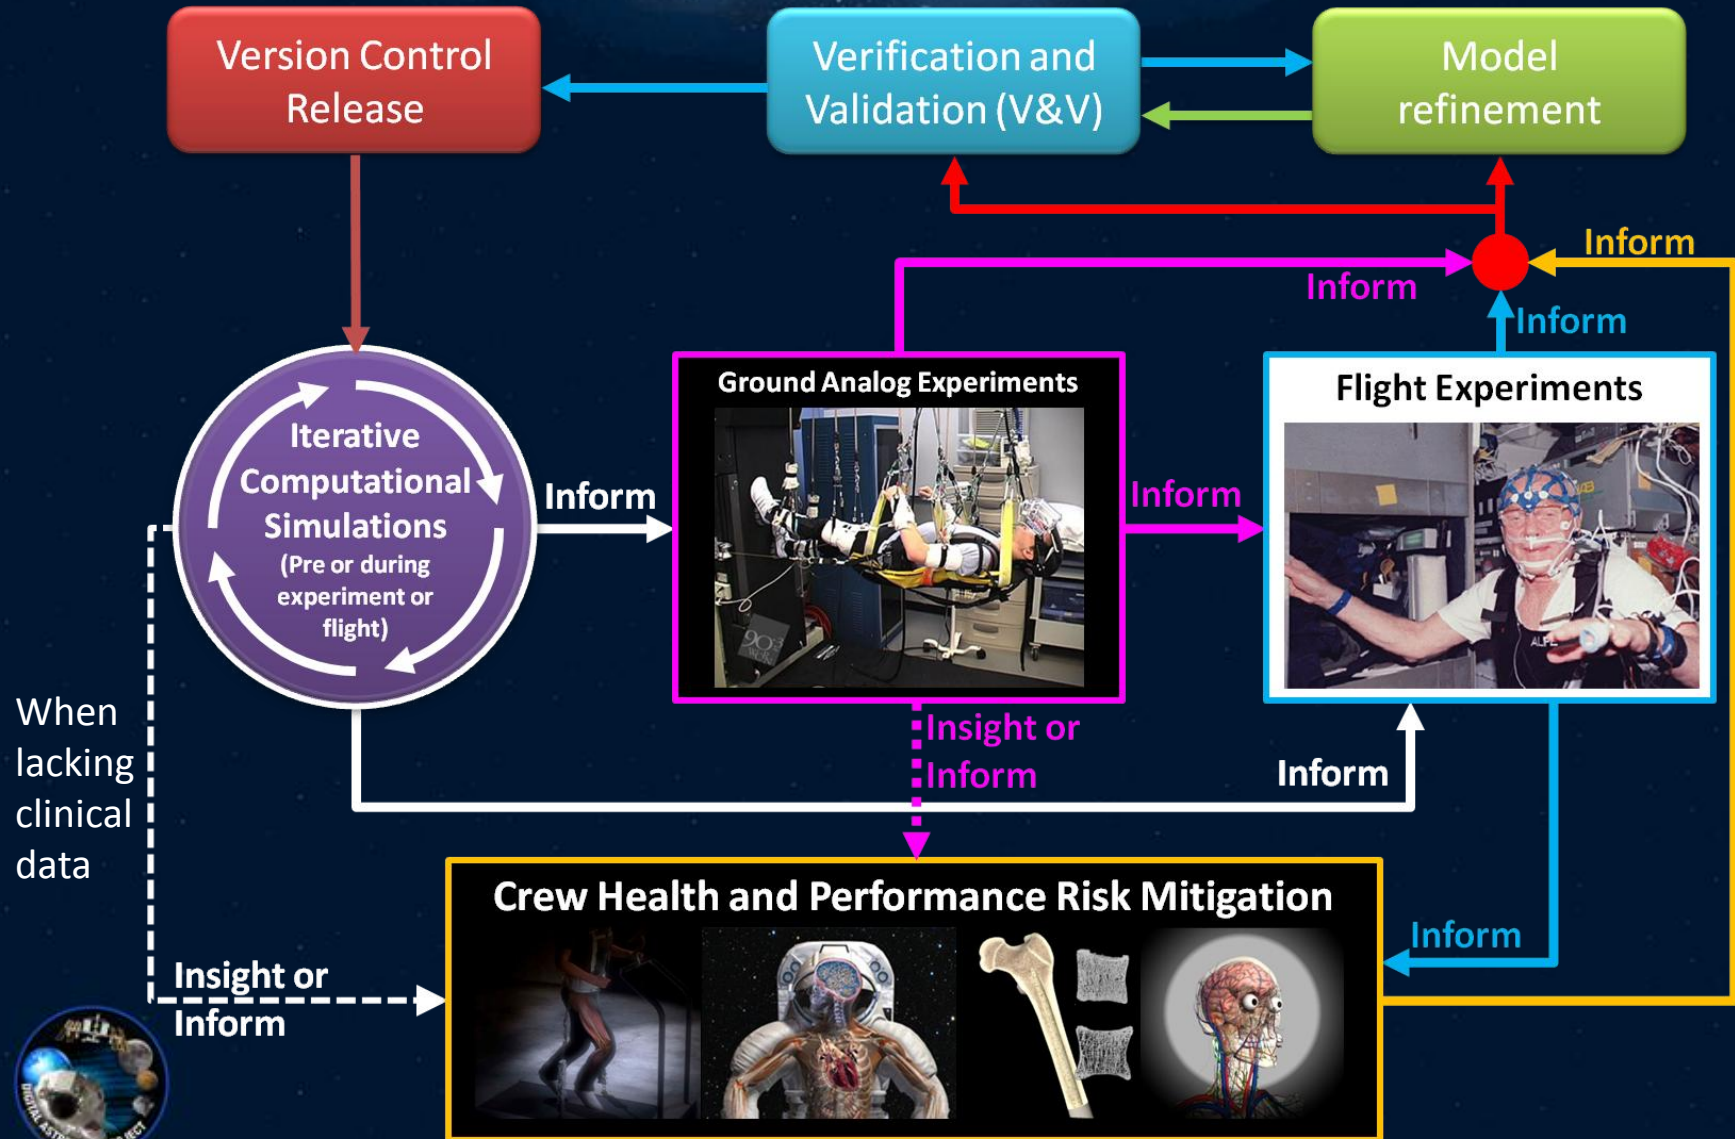 Version Control
Release
Verification and
Validation (V&V)
Model
refinement
Inform
Inform
Inform
Ground Analog Experiments
Flight Experiments
Iterative
Computational
Simulations
(Pre or during
experiment or
flight)
Inform
Inform
When
lacking
clinical
data
Insight or
Inform
Inform
Crew Health and Performance Risk Mitigation
Inform
Insight or
Inform
DIGITAL